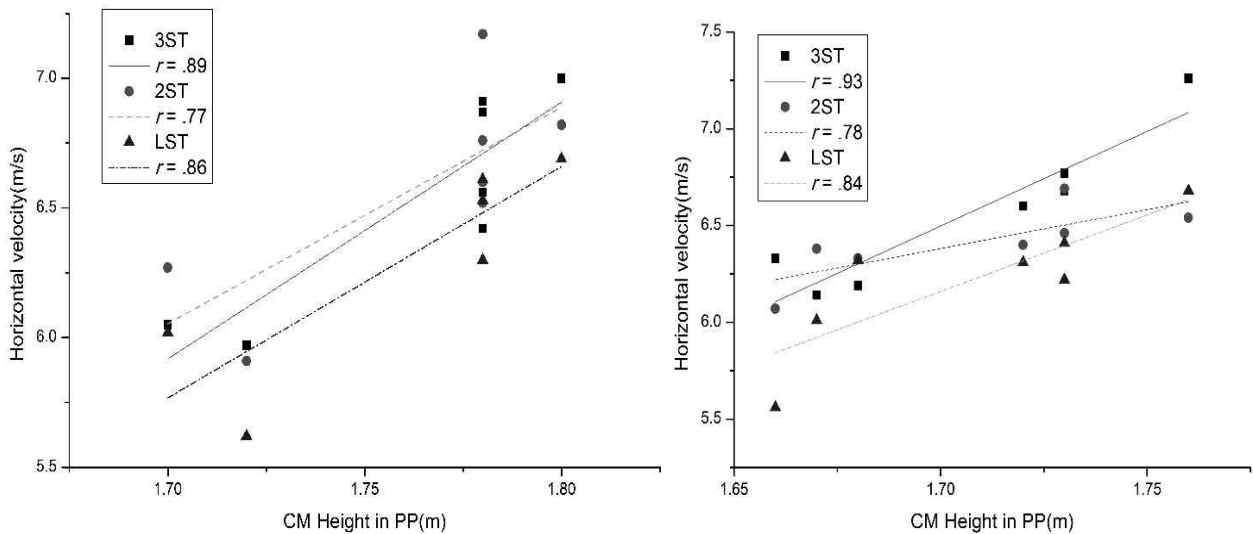 3ST
r = .89
2ST
r = .77
LST
r = .86
7.0
6.5
6.0
5.5
Horizontal velocity(m/s)
1.70
1.75
1.80
CM Height in PP(m)
3ST
r = .93
2ST
r = .78
LST
r = .84
7.5
7.0
6.5
6.0
5.5
Horizontal velocity(m/s)
1.65
1.70
1.75
CM Height in PP(m)